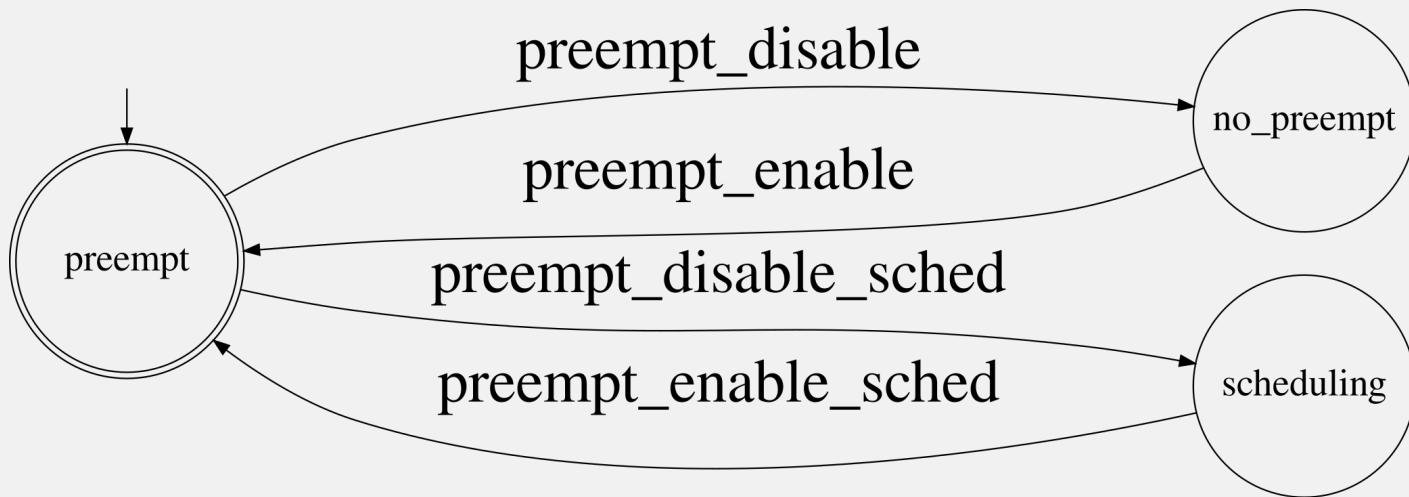 preempt_disable
no_preempt
preempt_enable
preempt
preempt_disable_sched
preempt_enable_sched
scheduling